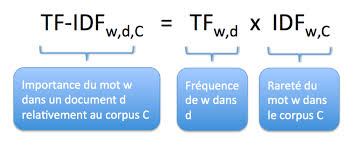 TF-IDFw,d,C = TFw,d x IDFw,C
Importance du mot w
dans un document d
relativement au corpus C
Fréquence
de w dans
d
Rareté du
mot w dans
le corpus C